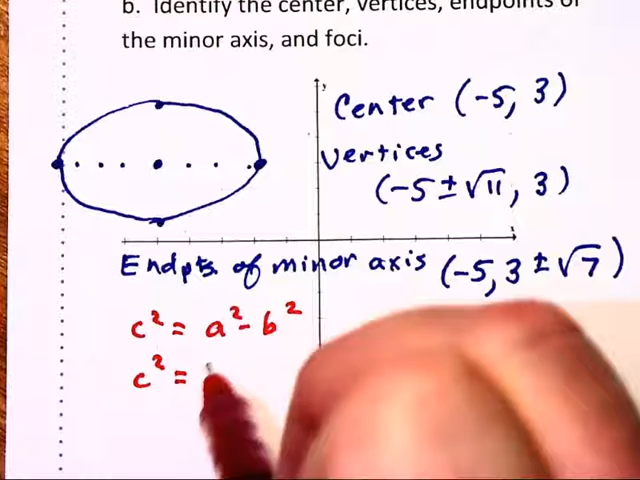 b. Identify the center, vertices, endpoints of
the minor axis, and foci.
y
Center (-5, 3)
Vertices
(-5 ± √11, 3)
x
Endpts. of minor axis (-5, 3 ± √7)
c² = a² - b²
c² =